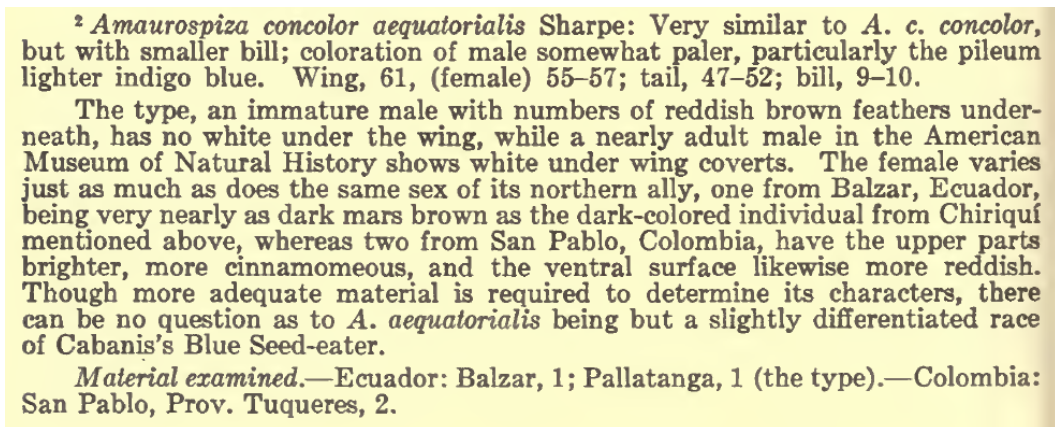 ² Amaurospiza concolor aequatorialis Sharpe: Very similar to A. c. concolor,
but with smaller bill; coloration of male somewhat paler, particularly the pileum
lighter indigo blue. Wing, 61, (female) 55–57; tail, 47–52; bill, 9–10.
The type, an immature male with numbers of reddish brown feathers under-
neath, has no white under the wing, while a nearly adult male in the American
Museum of Natural History shows white under wing coverts. The female varies
just as much as does the same sex of its northern ally, one from Balzar, Ecuador,
being very nearly as dark mars brown as the dark-colored individual from Chiriquí
mentioned above, whereas two from San Pablo, Colombia, have the upper parts
brighter, more cinnamomeous, and the ventral surface likewise more reddish.
Though more adequate material is required to determine its characters, there
can be no question as to A. aequatorialis being but a slightly differentiated race
of Cabanis's Blue Seed-eater.
Material examined.—Ecuador: Balzar, 1; Pallatanga, 1 (the type).—Colombia:
San Pablo, Prov. Tuqueres, 2.